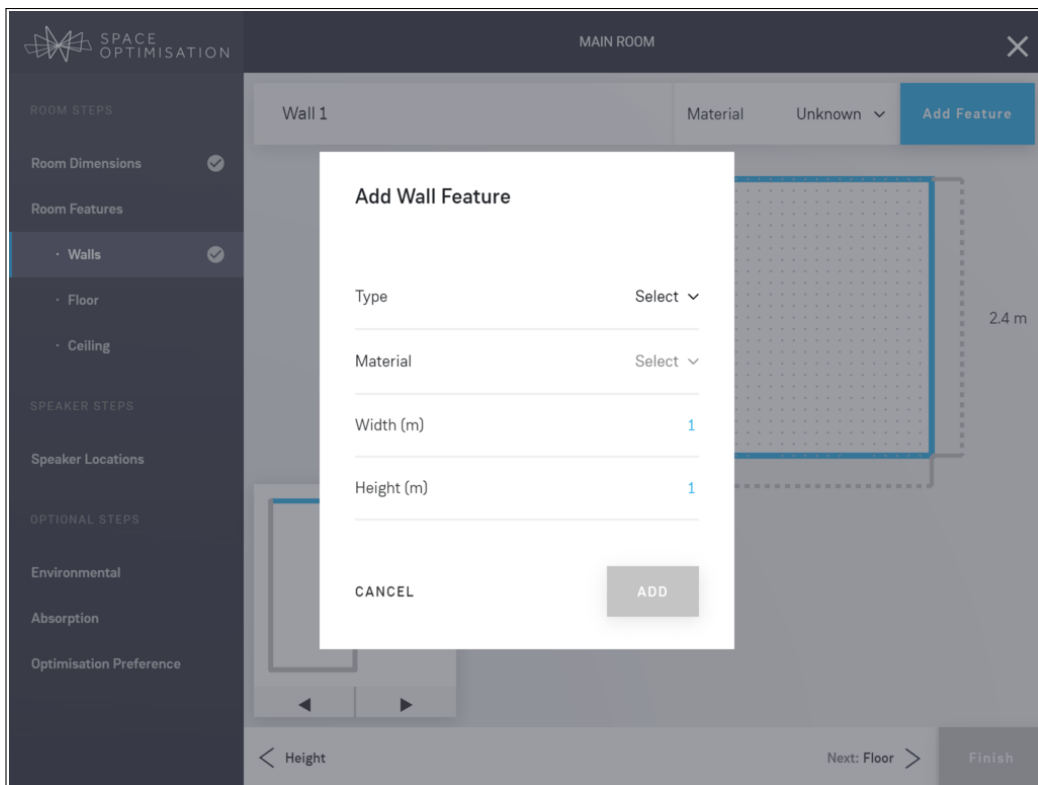 SPACE
OPTIMISATION
MAIN ROOM
ROOM STEPS
Room Dimensions
Room Features
· Walls
· Floor
· Ceiling
SPEAKER STEPS
Speaker Locations
OPTIONAL STEPS
Environmental
Absorption
Optimisation Preference
Wall 1 Material Unknown Add Feature
Add Wall Feature
Type Select
Material Select
Width (m) 1
Height (m) 1
CANCEL ADD
2.4 m
Height Next: Floor Finish